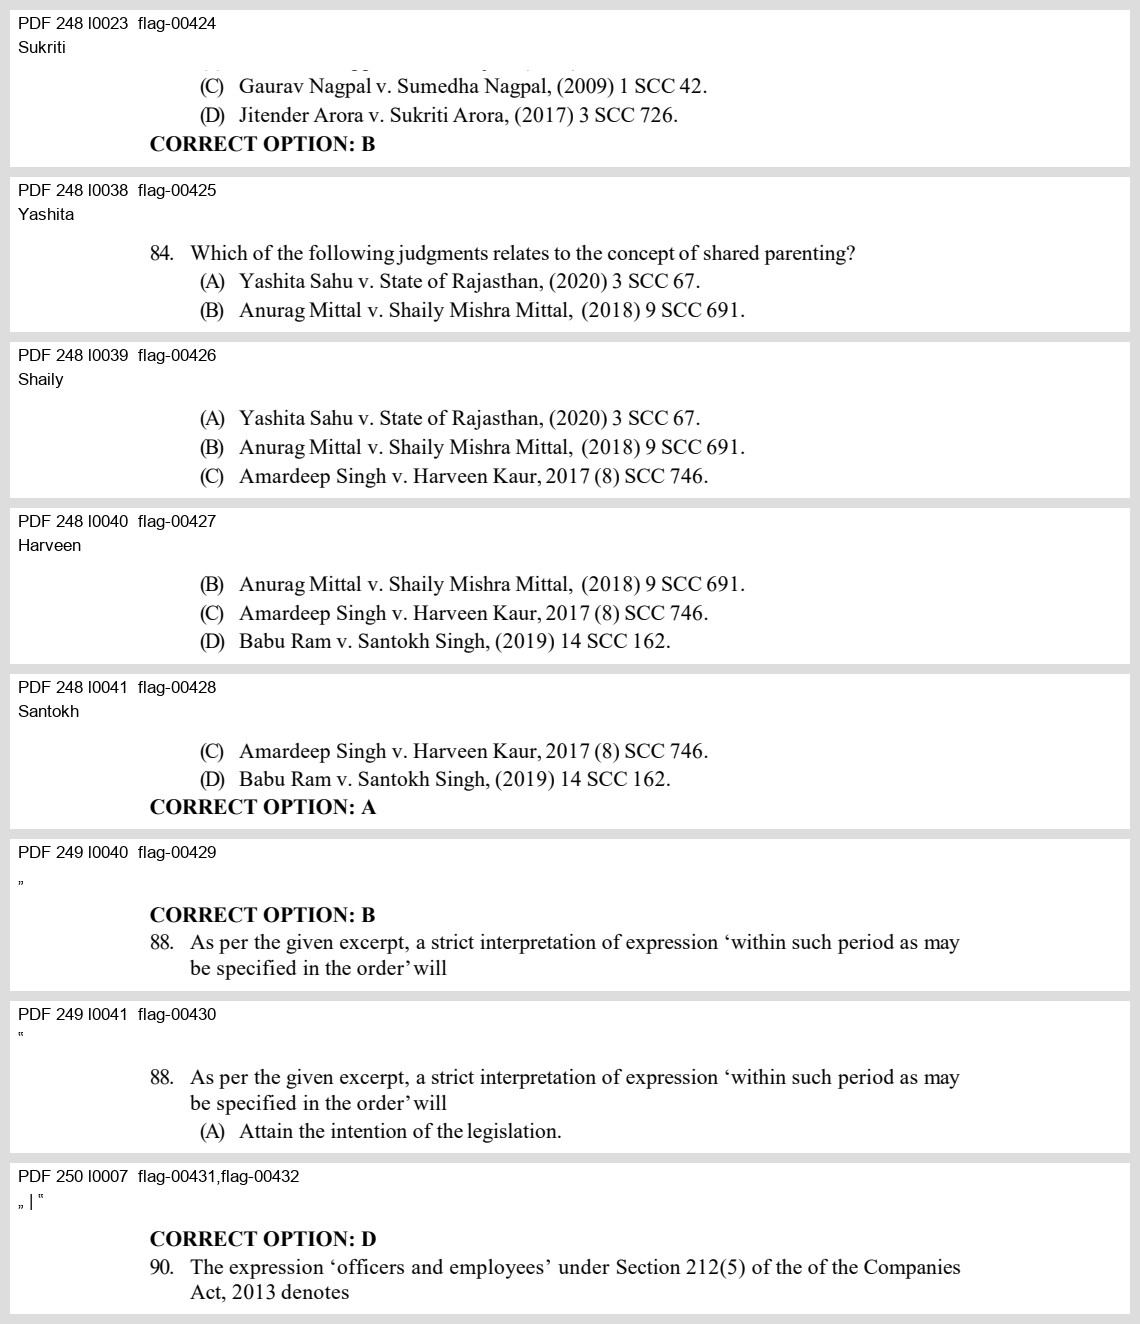 PDF 248 l0023 flag-00424
Sukriti
(C) Gaurav Nagpal v. Sumedha Nagpal, (2009) 1 SCC 42.
(D) Jitender Arora v. Sukriti Arora, (2017) 3 SCC 726.
CORRECT OPTION: B
PDF 248 l0038 flag-00425
Yashita
84. Which of the following judgments relates to the concept of shared parenting?
(A) Yashita Sahu v. State of Rajasthan, (2020) 3 SCC 67.
(B) Anurag Mittal v. Shaily Mishra Mittal, (2018) 9 SCC 691.
PDF 248 l0039 flag-00426
Shaily
(A) Yashita Sahu v. State of Rajasthan, (2020) 3 SCC 67.
(B) Anurag Mittal v. Shaily Mishra Mittal, (2018) 9 SCC 691.
(C) Amardeep Singh v. Harveen Kaur, 2017 (8) SCC 746.
PDF 248 l0040 flag-00427
Harveen
(B) Anurag Mittal v. Shaily Mishra Mittal, (2018) 9 SCC 691.
(C) Amardeep Singh v. Harveen Kaur, 2017 (8) SCC 746.
(D) Babu Ram v. Santokh Singh, (2019) 14 SCC 162.
PDF 248 l0041 flag-00428
Santokh
(C) Amardeep Singh v. Harveen Kaur, 2017 (8) SCC 746.
(D) Babu Ram v. Santokh Singh, (2019) 14 SCC 162.
CORRECT OPTION: A
PDF 249 l0040 flag-00429
„
CORRECT OPTION: B
88. As per the given excerpt, a strict interpretation of expression ‘within such period as may
be specified in the order’ will
PDF 249 l0041 flag-00430
‟
88. As per the given excerpt, a strict interpretation of expression ‘within such period as may
be specified in the order’ will
(A) Attain the intention of the legislation.
PDF 250 l0007 flag-00431,flag-00432
„ | ‟
CORRECT OPTION: D
90. The expression ‘officers and employees’ under Section 212(5) of the of the Companies
Act, 2013 denotes